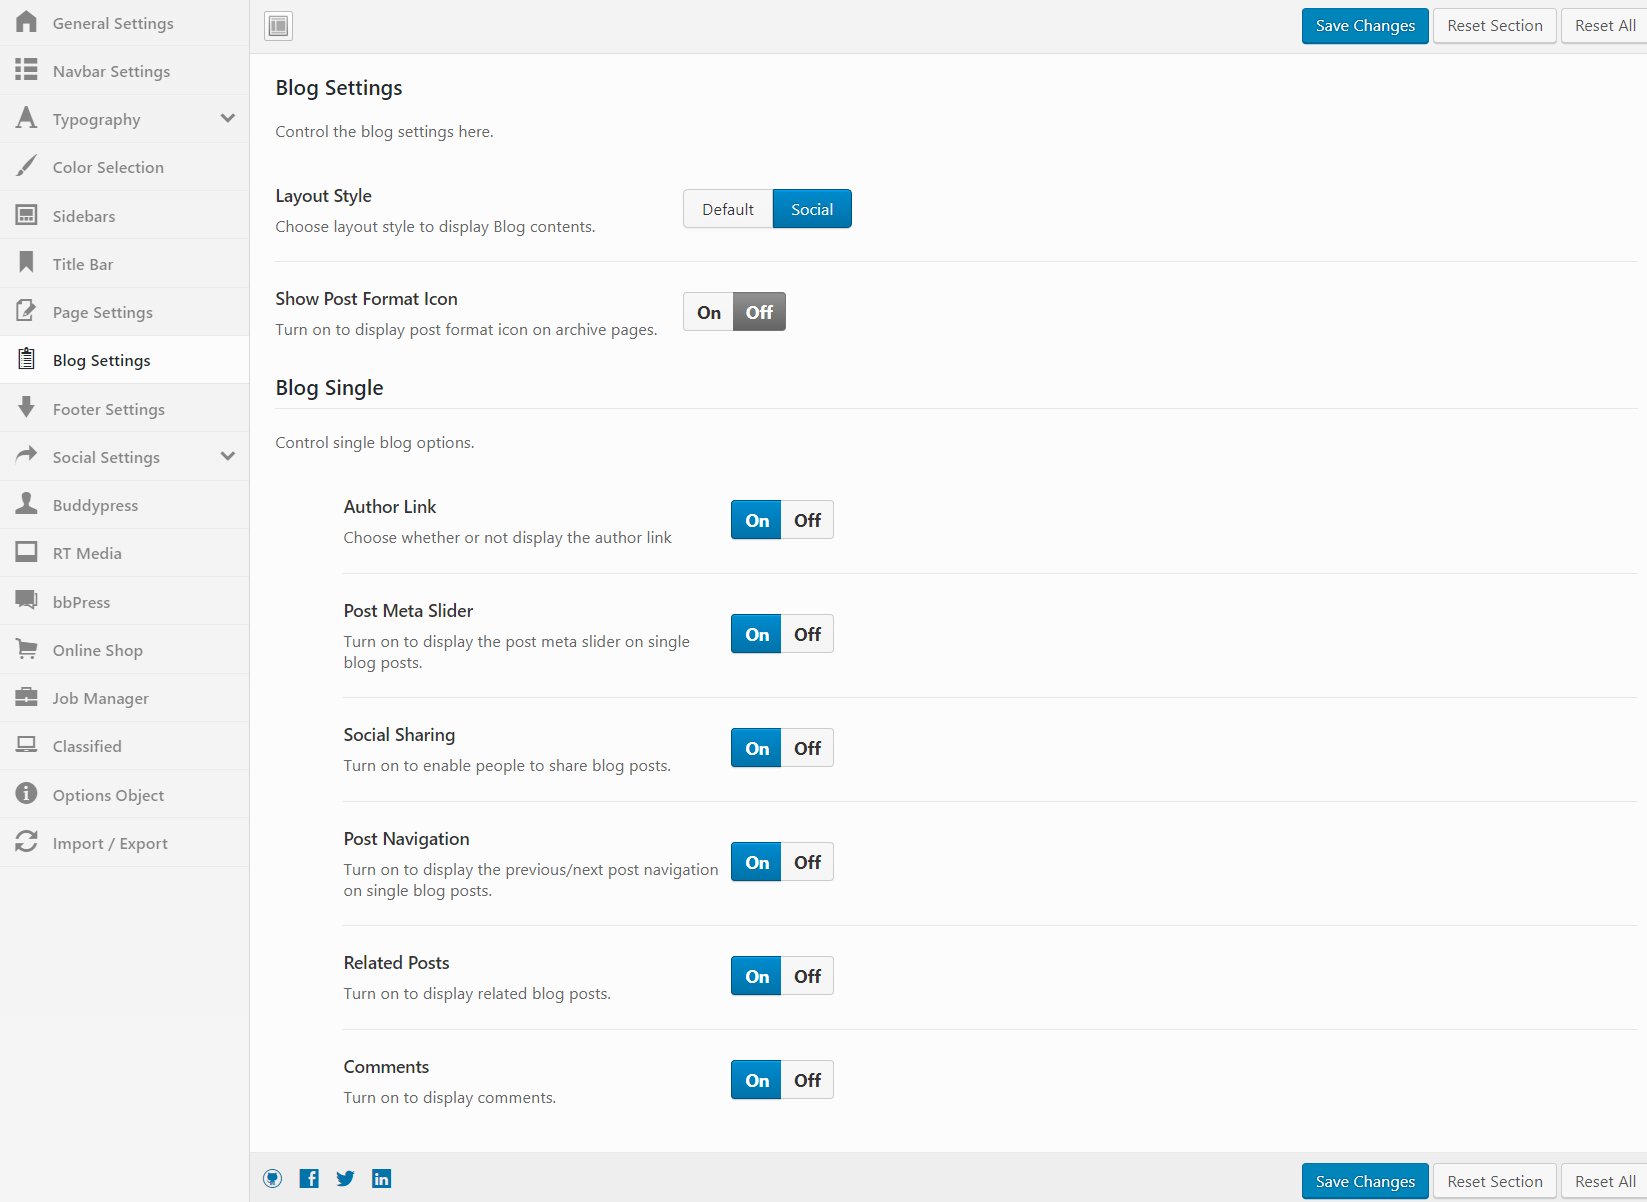 General Settings
Navbar Settings
Typography
Color Selection
Sidebars
Title Bar
Page Settings
Blog Settings
Footer Settings
Social Settings
Buddypress
RT Media
bbPress
Online Shop
Job Manager
Classified
Options Object
Import / Export
Save Changes Reset Section Reset All
Blog Settings
Control the blog settings here.
Layout Style
Choose layout style to display Blog contents.
Default Social
Show Post Format Icon
Turn on to display post format icon on archive pages.
On Off
Blog Single
Control single blog options.
Author Link
Choose whether or not display the author link
On Off
Post Meta Slider
Turn on to display the post meta slider on single
blog posts.
On Off
Social Sharing
Turn on to enable people to share blog posts.
On Off
Post Navigation
Turn on to display the previous/next post navigation
on single blog posts.
On Off
Related Posts
Turn on to display related blog posts.
On Off
Comments
Turn on to display comments.
On Off
Save Changes Reset Section Reset All